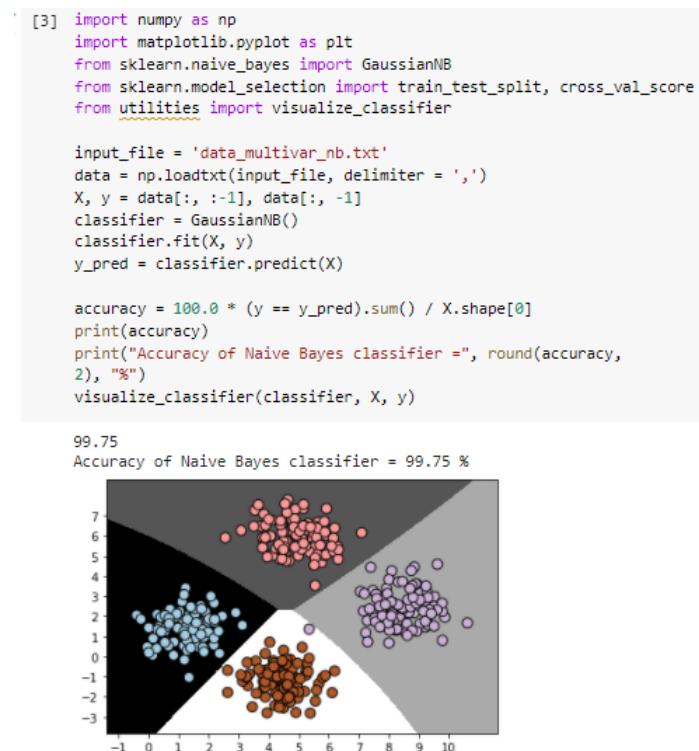 [3] import numpy as np
import matplotlib.pyplot as plt
from sklearn.naive_bayes import GaussianNB
from sklearn.model_selection import train_test_split, cross_val_score
from utilities import visualize_classifier
input_file = 'data_multivar_nb.txt'
data = np.loadtxt(input_file, delimiter = ',')
X, y = data[:, :-1], data[:, -1]
classifier = GaussianNB()
classifier.fit(X, y)
y_pred = classifier.predict(X)
accuracy = 100.0 * (y == y_pred).sum() / X.shape[0]
print(accuracy)
print("Accuracy of Naive Bayes classifier =", round(accuracy,
2), "%")
visualize_classifier(classifier, X, y)
99.75
Accuracy of Naive Bayes classifier = 99.75 %
7
6
5
4
3
2
1
0
−1
−2
−3
−1 0 1 2 3 4 5 6 7 8 9 10